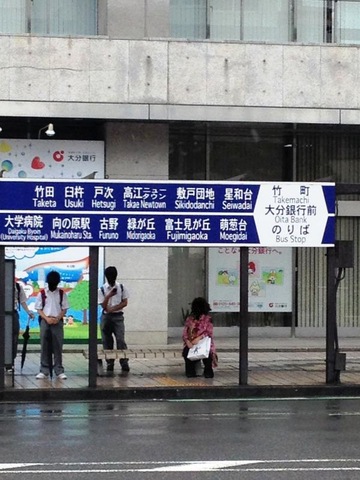 大分銀行
竹田 臼杵 戸次 高江ニュータウン 敷戸団地 星和台
Taketa Usuki Hetsugi Takae Newtown Sikidodanchi Seiwadai
大学病院 向の原駅 古野 緑が丘 富士見が丘 萌葱台
Daigaku Byoin (University Hospital) Mukainoharu Sta. Furuno Midorigaoka Fujimigaoka Moegidai
竹町
Takemachi
大分銀行前
Oita Bank
のりば
Bus Stop